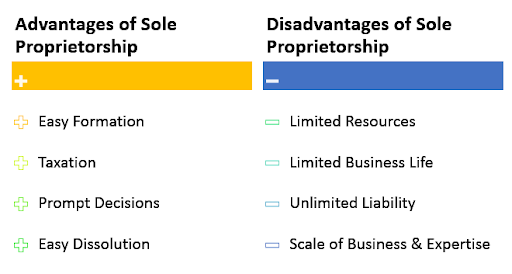 Advantages of Sole
Proprietorship
Disadvantages of Sole
Proprietorship
Easy Formation
Taxation
Prompt Decisions
Easy Dissolution
Limited Resources
Limited Business Life
Unlimited Liability
Scale of Business & Expertise